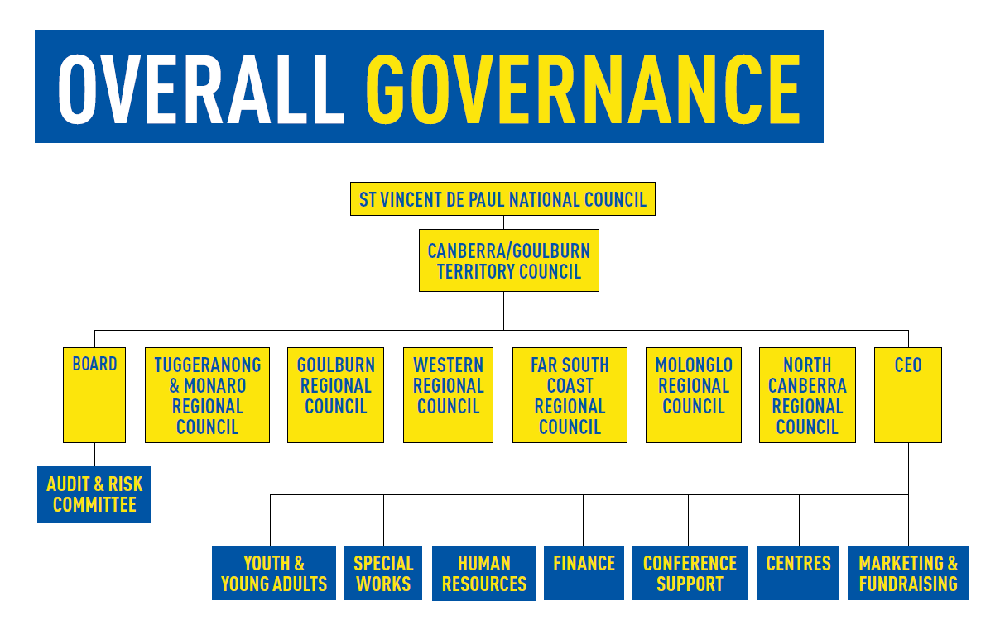 OVERALL GOVERNANCE
ST VINCENT DE PAUL NATIONAL COUNCIL
CANBERRA/GOULBURN
TERRITORY COUNCIL
BOARD
TUGGERANONG
& MONARO
REGIONAL
COUNCIL
GOULBURN
REGIONAL
COUNCIL
WESTERN
REGIONAL
COUNCIL
FAR SOUTH
COAST
REGIONAL
COUNCIL
MOLONGLO
REGIONAL
COUNCIL
NORTH
CANBERRA
REGIONAL
COUNCIL
CEO
AUDIT & RISK
COMMITTEE
YOUTH &
YOUNG ADULTS
SPECIAL
WORKS
HUMAN
RESOURCES
FINANCE
CONFERENCE
SUPPORT
CENTRES
MARKETING &
FUNDRAISING